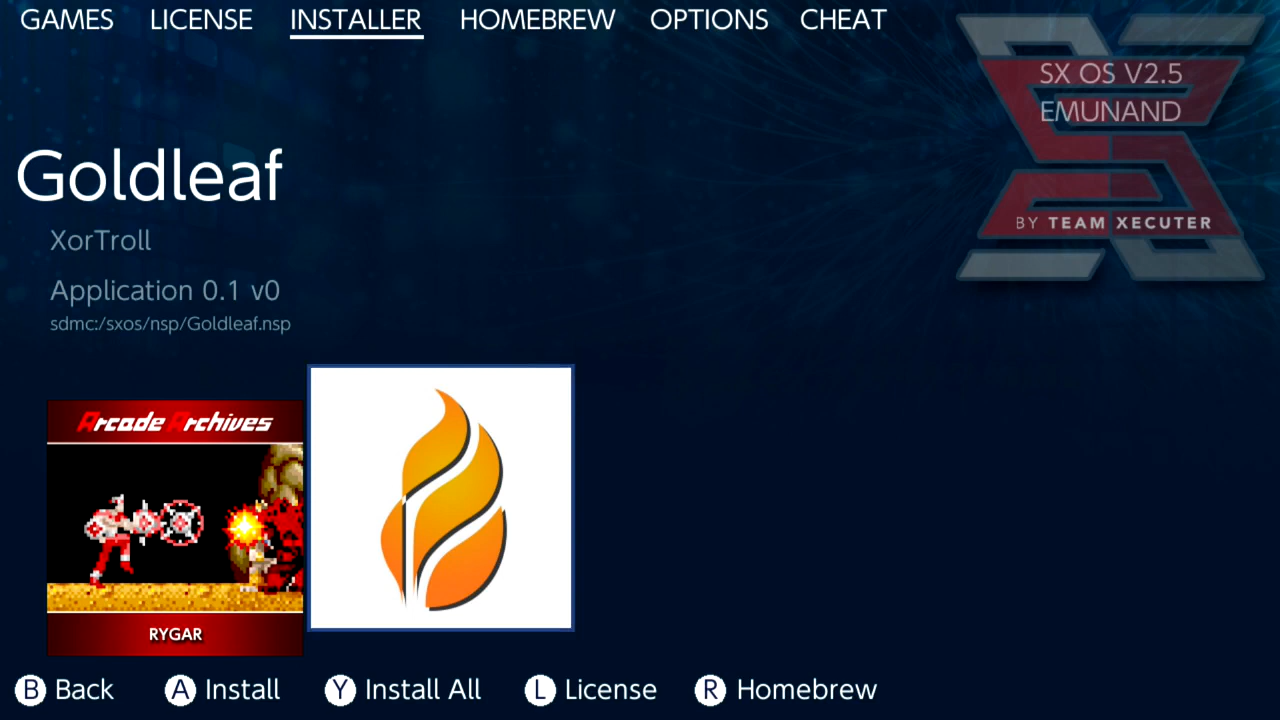 GAMES LICENSE INSTALLER HOMEBREW OPTIONS CHEAT
SX OS V2.5
EMUNAND
BY TEAM XECUTER
Goldleaf
XorTroll
Application 0.1 v0
sdmc:/sxos/nsp/Goldleaf.nsp
Arcade Archives
RYGAR
B Back A Install Y Install All L License R Homebrew